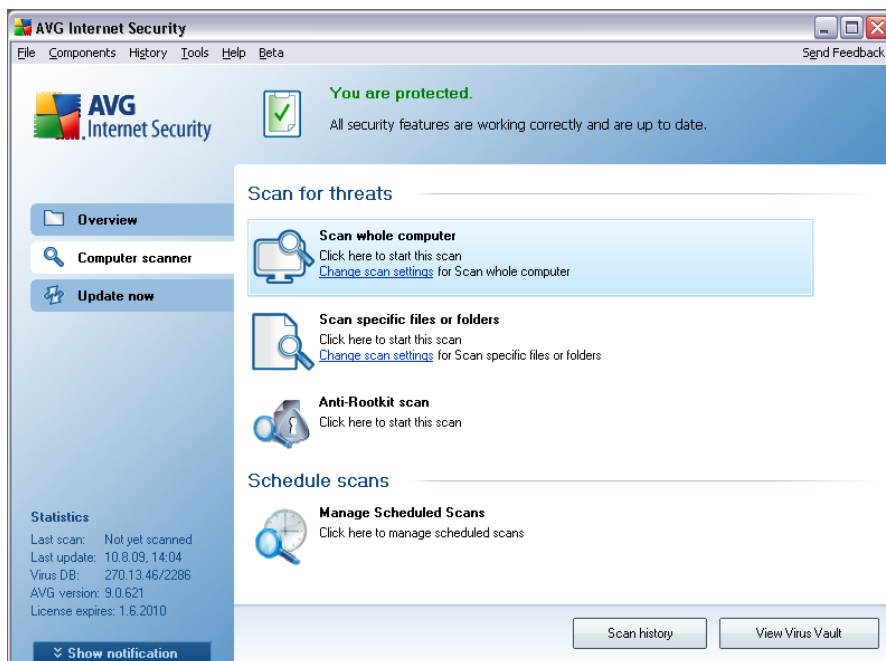 AVG Internet Security
File Components History Tools Help Beta Send Feedback
AVG
Internet Security
You are protected.
All security features are working correctly and are up to date.
Overview
Computer scanner
Update now
Scan for threats
Scan whole computer
Click here to start this scan
Change scan settings for Scan whole computer
Scan specific files or folders
Click here to start this scan
Change scan settings for Scan specific files or folders
Anti-Rootkit scan
Click here to start this scan
Schedule scans
Manage Scheduled Scans
Click here to manage scheduled scans
Statistics
Last scan: Not yet scanned
Last update: 10.8.09, 14:04
Virus DB: 270.13.46/2286
AVG version: 9.0.621
License expires: 1.6.2010
Show notification
Scan history
View Virus Vault